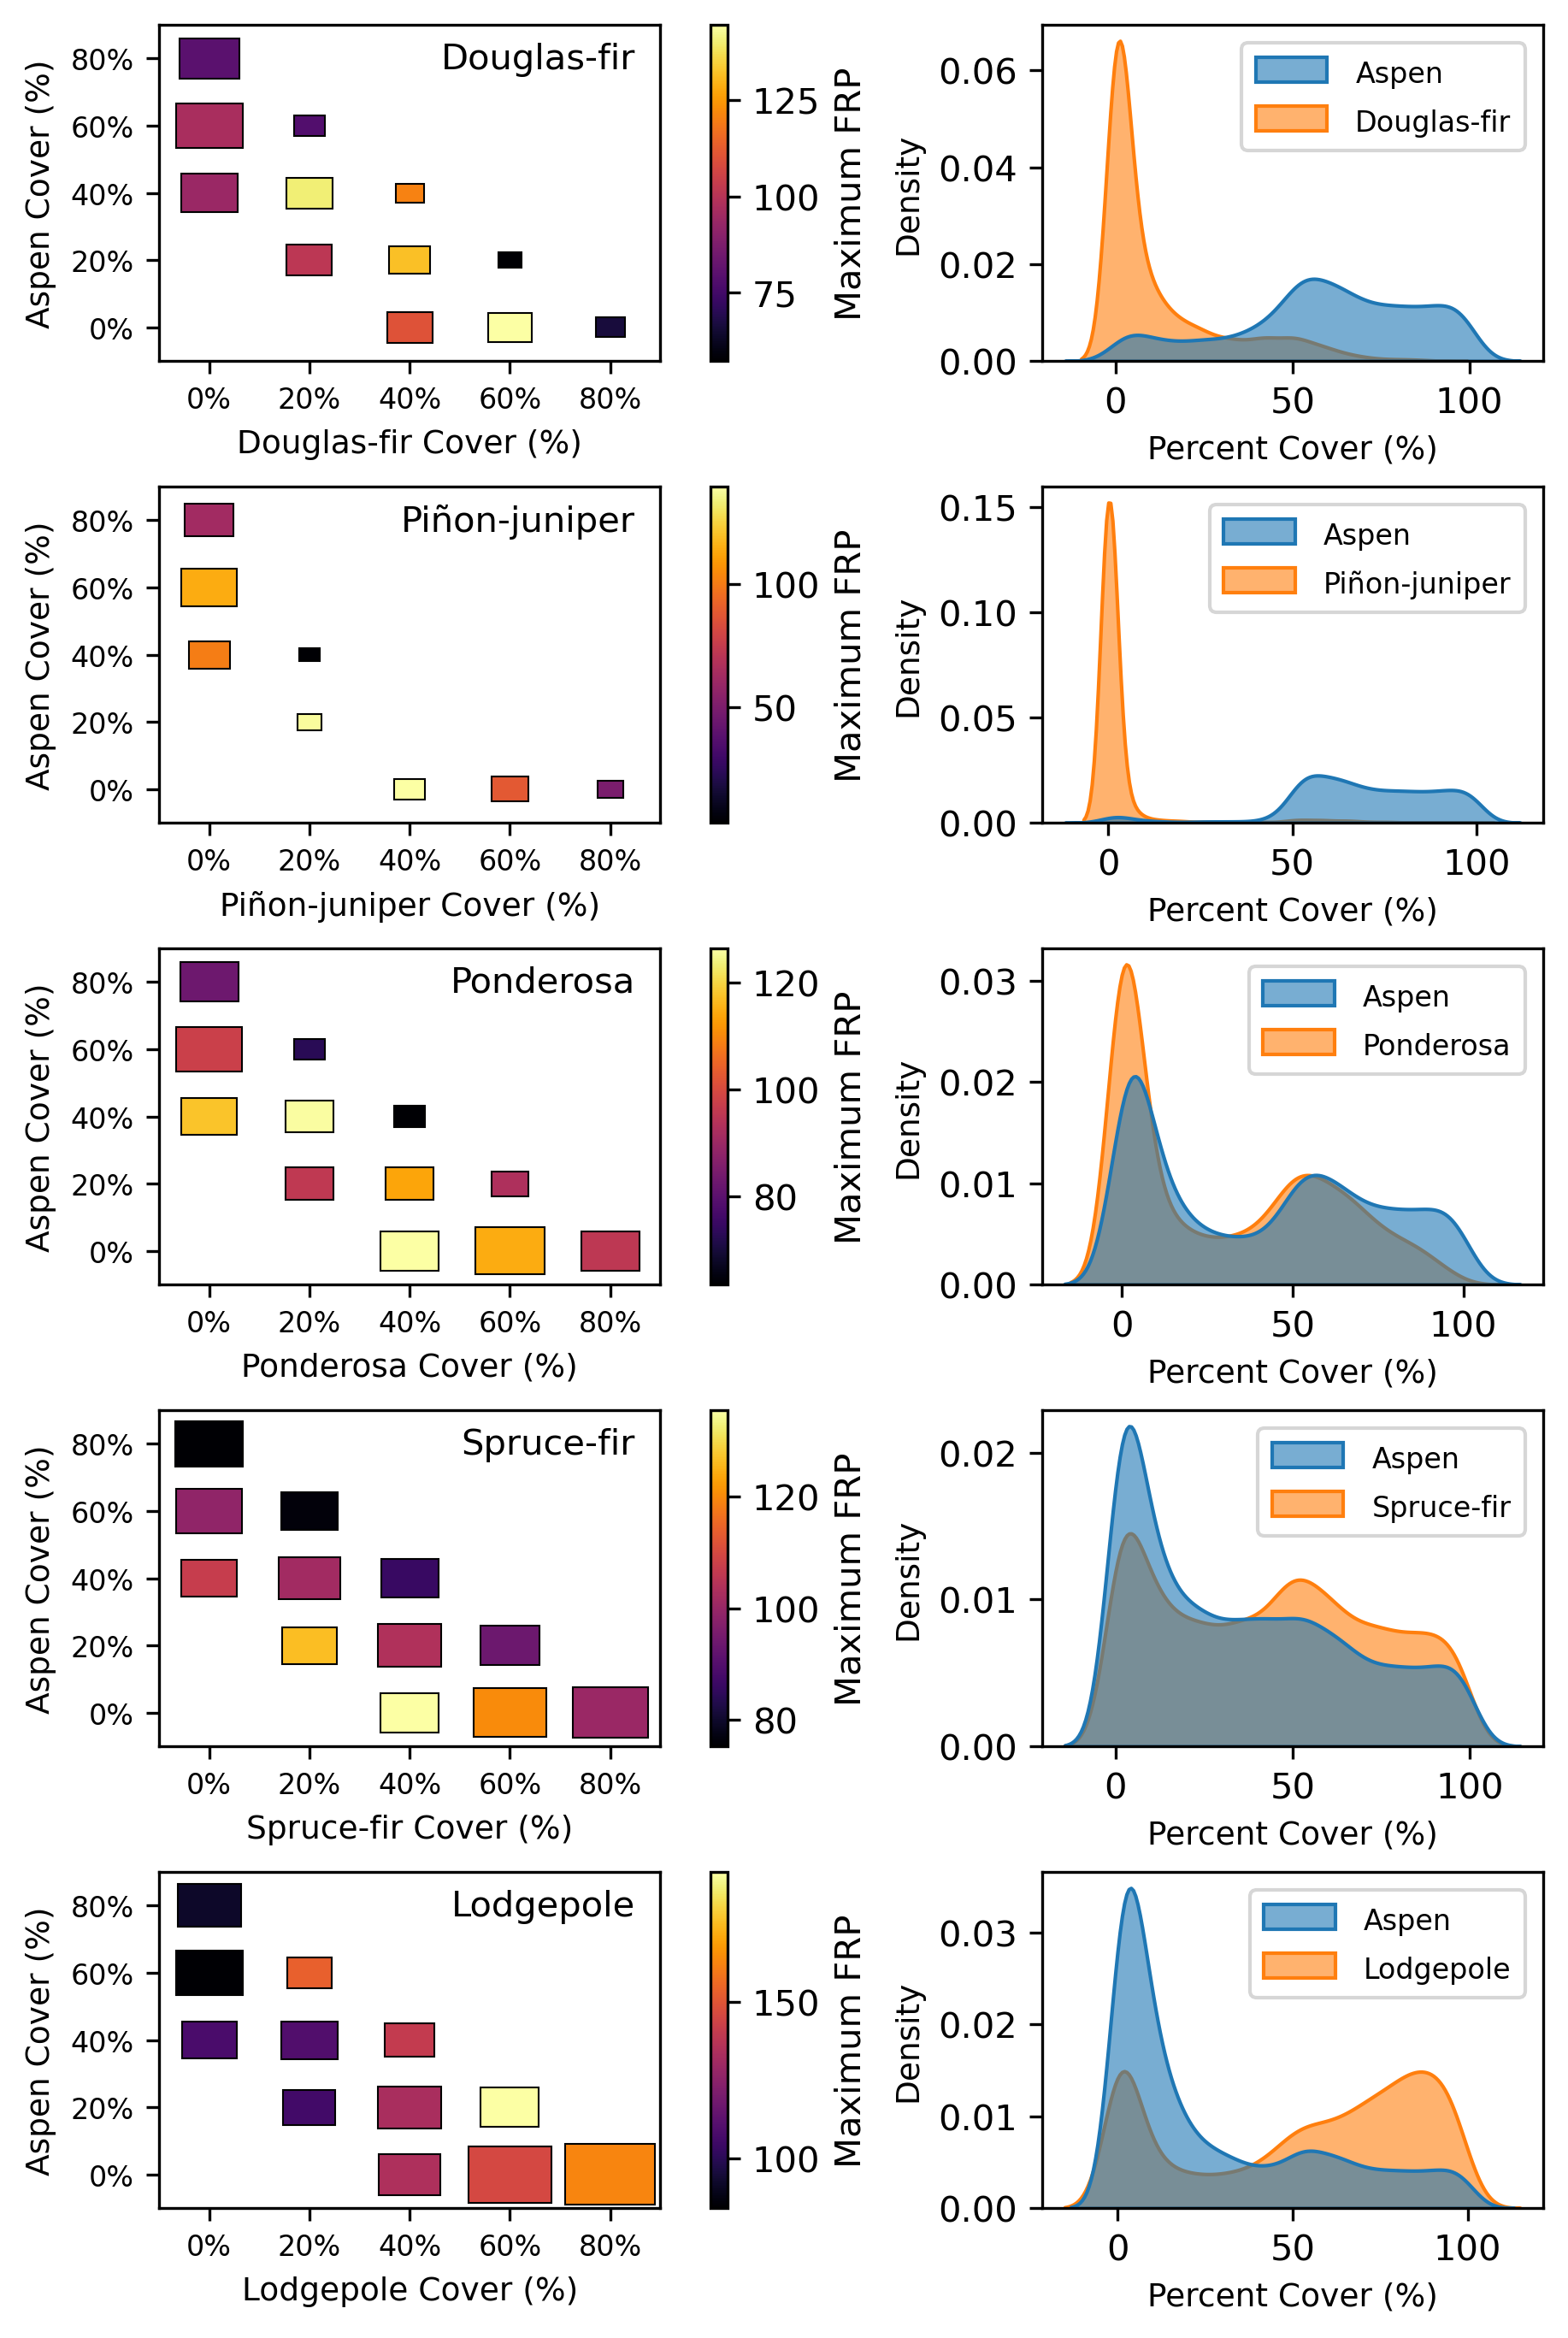 Douglas-fir
Aspen Cover (%)
80%
60%
40%
20%
0%
0% 20% 40% 60% 80%
Douglas-fir Cover (%)
125
100
75
Maximum FRP
Density
0.06
0.04
0.02
0.00
Aspen
Douglas-fir
0 50 100
Percent Cover (%)
Piñon-juniper
Aspen Cover (%)
80%
60%
40%
20%
0%
0% 20% 40% 60% 80%
Piñon-juniper Cover (%)
100
50
Maximum FRP
Density
0.15
0.10
0.05
0.00
Aspen
Piñon-juniper
0 50 100
Percent Cover (%)
Ponderosa
Aspen Cover (%)
80%
60%
40%
20%
0%
0% 20% 40% 60% 80%
Ponderosa Cover (%)
120
100
80
Maximum FRP
Density
0.03
0.02
0.01
0.00
Aspen
Ponderosa
0 50 100
Percent Cover (%)
Spruce-fir
Aspen Cover (%)
80%
60%
40%
20%
0%
0% 20% 40% 60% 80%
Spruce-fir Cover (%)
120
100
80
Maximum FRP
Density
0.02
0.01
0.00
Aspen
Spruce-fir
0 50 100
Percent Cover (%)
Lodgepole
Aspen Cover (%)
80%
60%
40%
20%
0%
0% 20% 40% 60% 80%
Lodgepole Cover (%)
150
100
Maximum FRP
Density
0.03
0.02
0.01
0.00
Aspen
Lodgepole
0 50 100
Percent Cover (%)